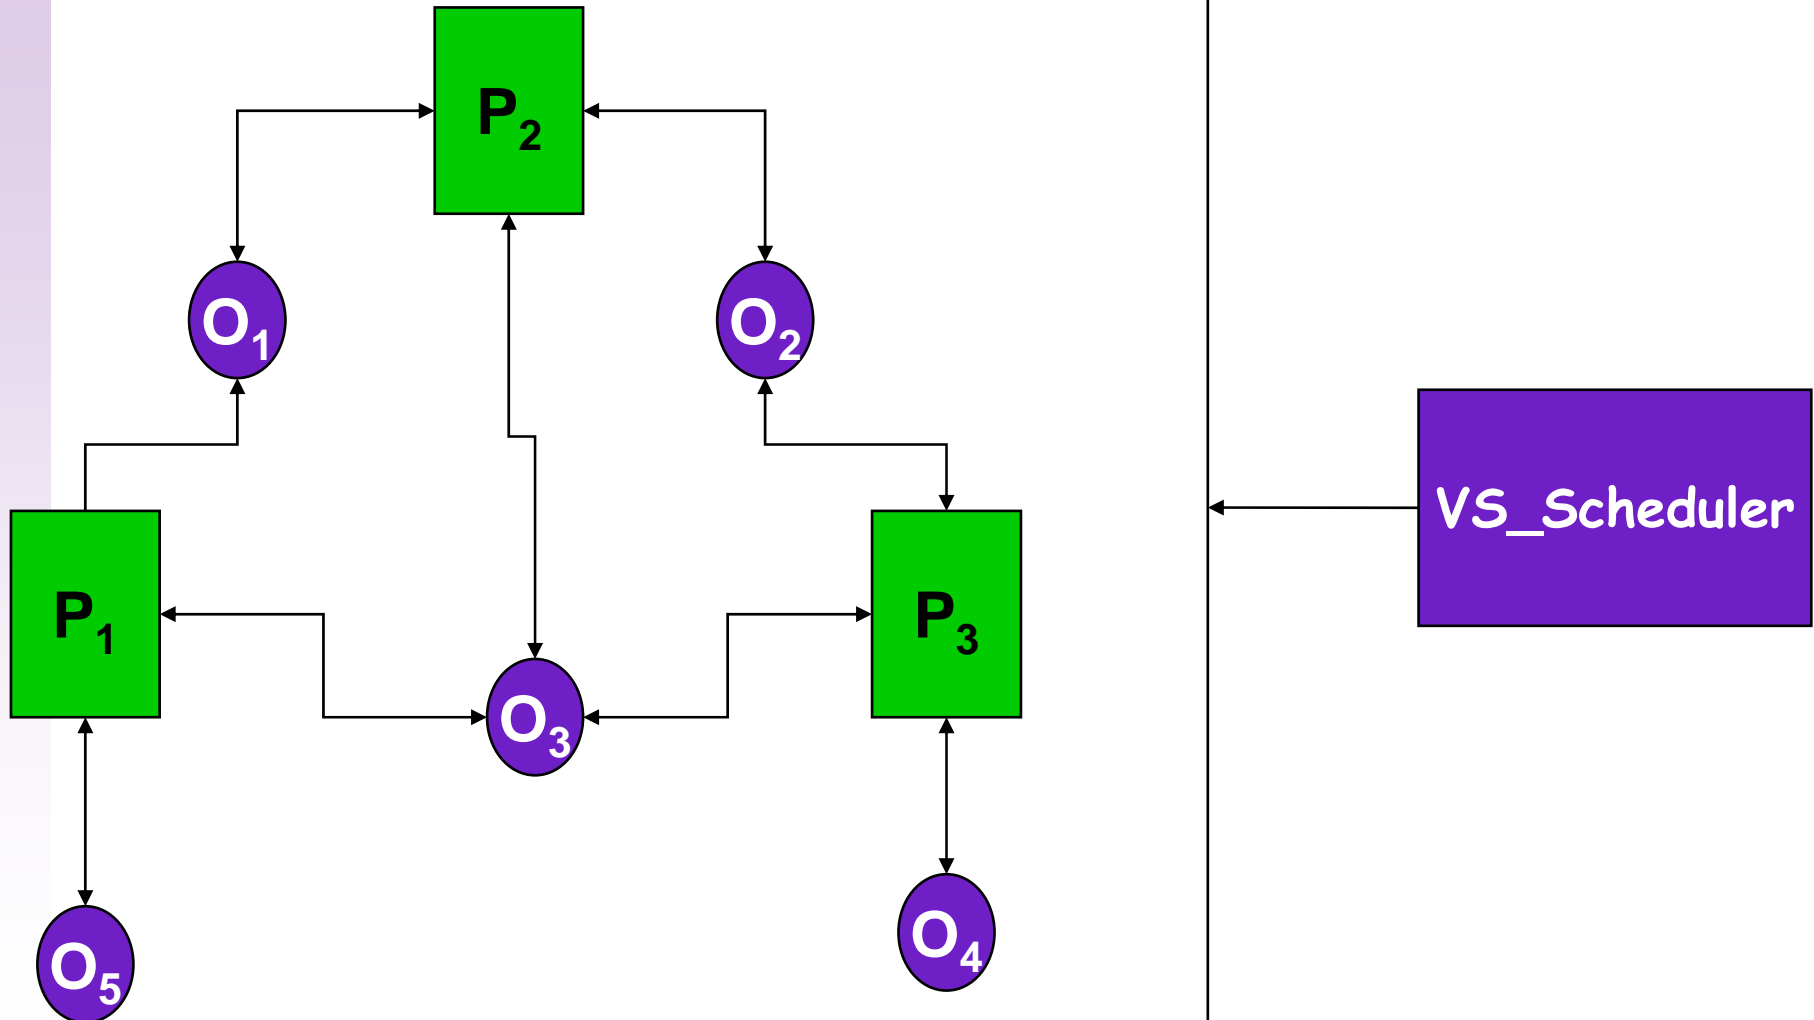 P2
O1
O2
VS_Scheduler
P1
P3
O3
O4
O5